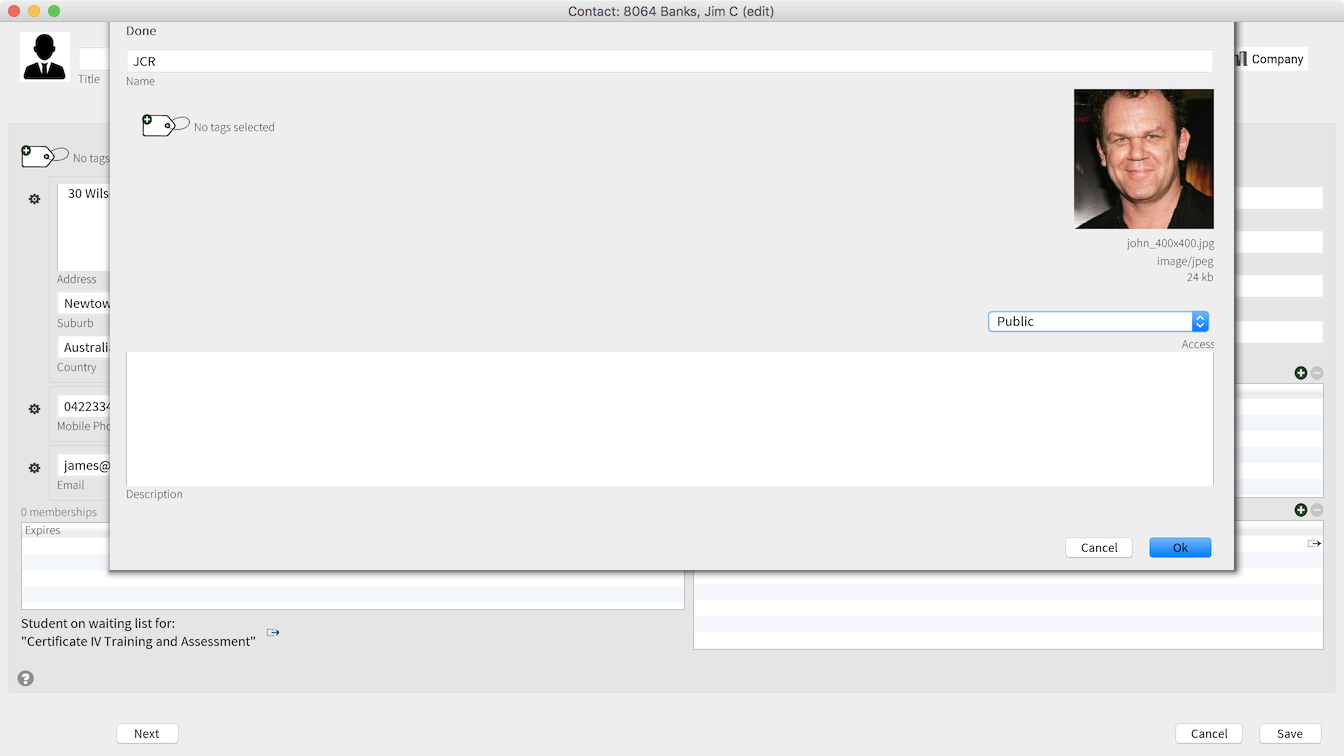 Contact: 8064 Banks, Jim C (edit)
Done
JCR
Name
Title
Company
No tags selected
No tags
30 Wils
Address
Newtow
Suburb
Australi
Country
0422334
Mobile Pho
james@
Email
0 memberships
Expires
john_400x400.jpg
image/jpeg
24 kb
Public
Access
Description
Cancel
Ok
Student on waiting list for:
"Certificate IV Training and Assessment"
?
Next
Cancel
Save